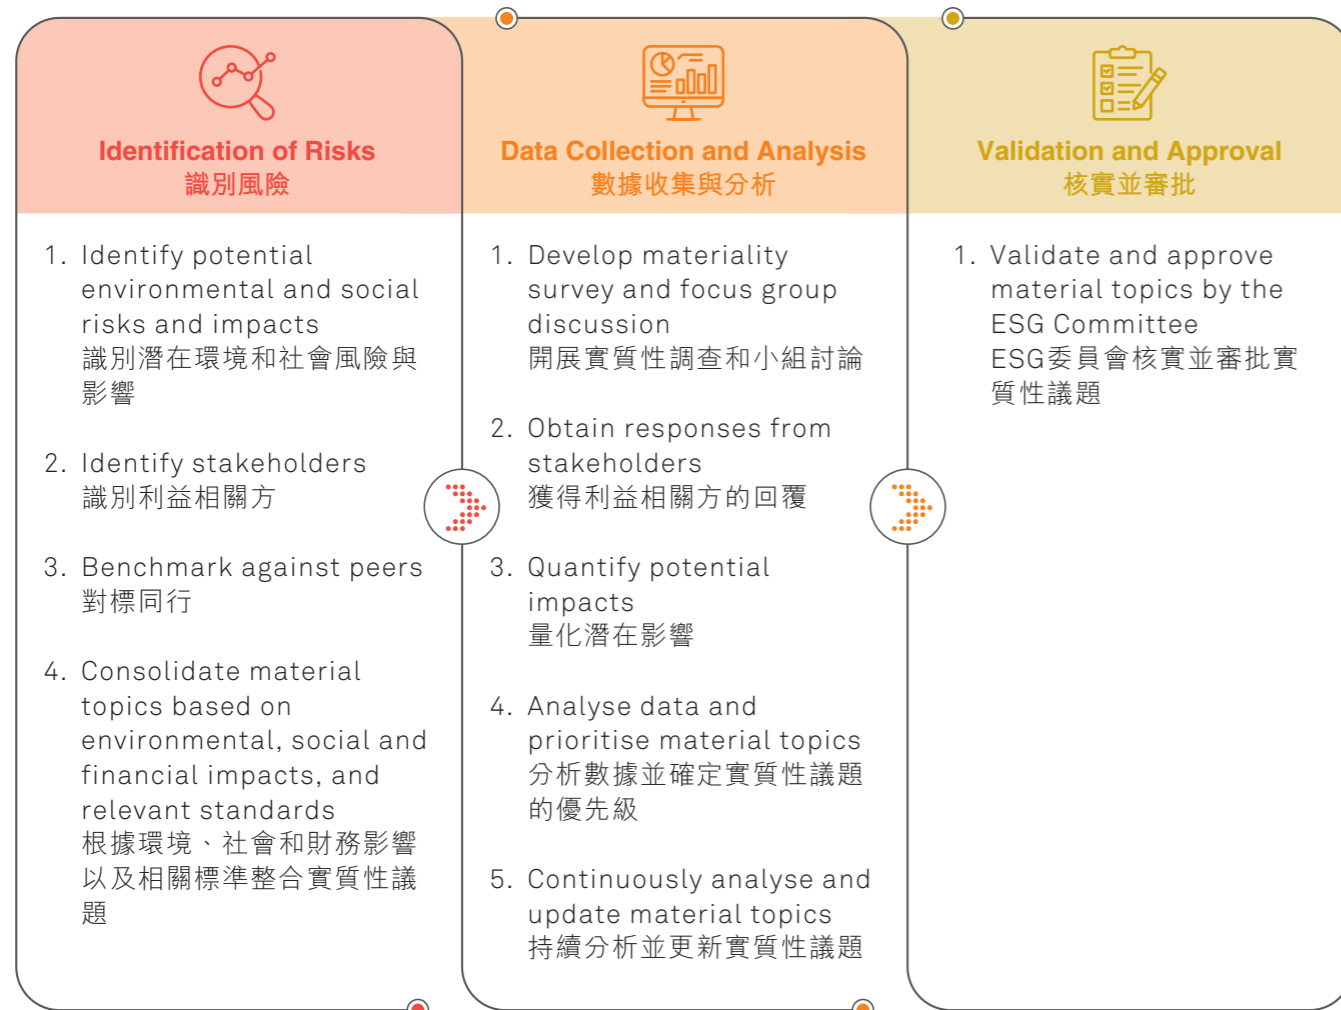 Identification of Risks
識別風險
1. Identify potential
environmental and social
risks and impacts
識別潛在環境和社會風險與
影響
2. Identify stakeholders
識別利益相關方
3. Benchmark against peers
對標同行
4. Consolidate material
topics based on
environmental, social and
financial impacts, and
relevant standards
根據環境、社會和財務影響
以及相關標準整合實質性議
題
Data Collection and Analysis
數據收集與分析
1. Develop materiality
survey and focus group
discussion
開展實質性調查和小組討論
2. Obtain responses from
stakeholders
獲得利益相關方的回覆
3. Quantify potential
impacts
量化潛在影響
4. Analyse data and
prioritise material topics
分析數據並確定實質性議題
的優先級
5. Continuously analyse and
update material topics
持續分析並更新實質性議題
Validation and Approval
核實並審批
1. Validate and approve
material topics by the
ESG Committee
ESG委員會核實並審批實
質性議題